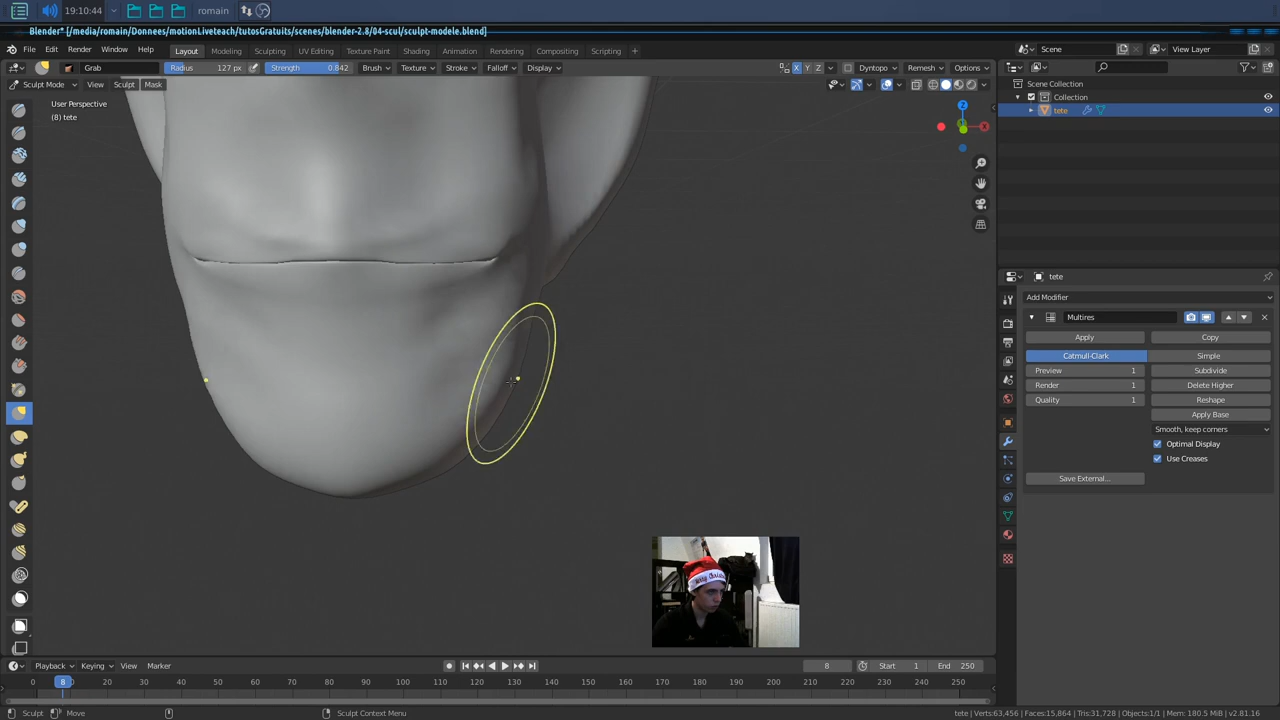 19:10:44
romain
Blender* [/media/romain/Donnees/motionLiveteach/tutosGratuits/scenes/blender-2.8/04-scul/sculpt-modele.blend]
File Edit Render Window Help Layout Modeling Sculpting UV Editing Texture Paint Shading Animation Rendering Compositing Scripting Scene View Layer
Grab Radius 127 px Strength 0.842 Brush Texture Stroke Falloff Display X Y Z Dyntopo Remesh Options
Sculpt Mode View Sculpt Mask
Scene Collection
Collection
tete
User Perspective
(8) tete
Z
tete
Add Modifier
Multires
Apply Copy
Catmull-Clark Simple
Preview 1 Subdivide
Render 1 Delete Higher
Quality 1 Reshape
Apply Base
Smooth, keep corners
Optimal Display
Use Creases
Save External...
Merry Christmas
Playback Keying View Marker 8 Start 1 End 250
0 8 10 20 30 40 50 60 70 80 90 100 110 120 130 140 150 160 170 180 190 200 210 220 230 240 250
Sculpt Move Sculpt Context Menu tete | Verts:63,456 | Faces:15,864 | Tris:31,728 | Objects:1/1 | Mem: 180.5 MiB | v2.81.16